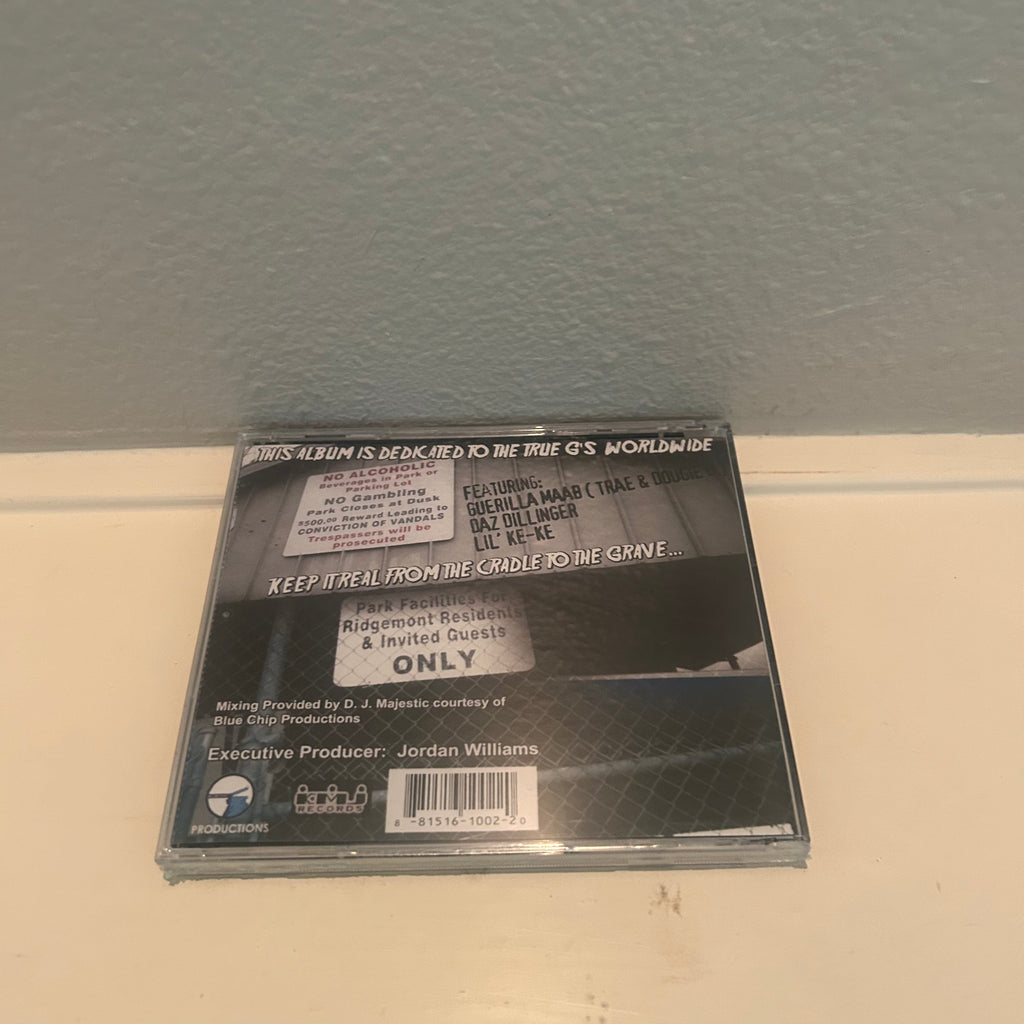 THIS ALBUM IS DEDICATED TO THE TRUE G'S WORLDWIDE
NO ALCOHOLIC
Beverages in Park or
Parking Lot
NO Gambling
Park Closes at Dusk
$500.00 Reward Leading to
CONVICTION OF VANDALS
Trespassers will be
prosecuted
FEATURING:
GUERILLA MAAB ( TRAE & DOUGIE
DAZ DILLINGER
LIL' KE-KE
KEEP IT REAL FROM THE CRADLE TO THE GRAVE...
Park Facilities For
Ridgemont Residents
& Invited Guests
ONLY
Mixing Provided by D. J. Majestic courtesy of
Blue Chip Productions
Executive Producer: Jordan Williams
PRODUCTIONS
RECORDS
8 -81516-1002-2 0